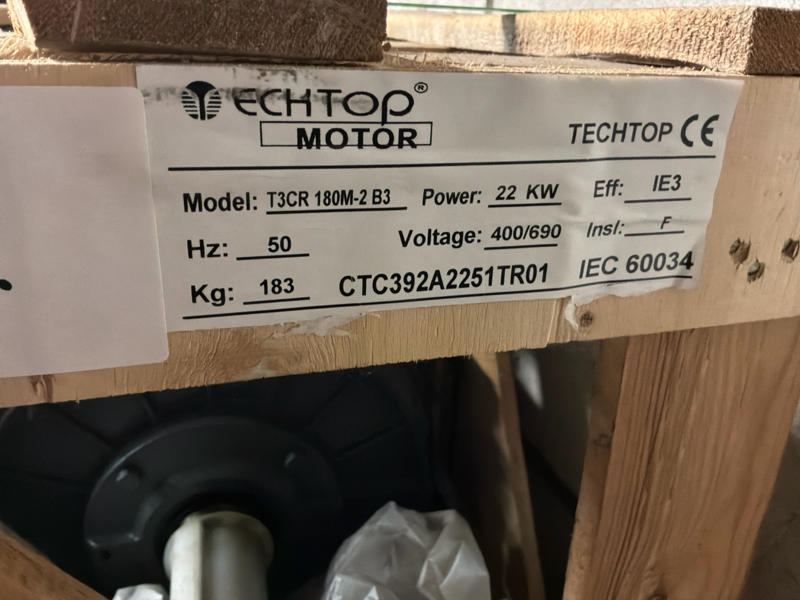 TECHTOP®
MOTOR
TECHTOP CE
Model: T3CR 180M-2 B3 Power: 22 KW Eff: IE3
Hz: 50 Voltage: 400/690 Insl: F
Kg: 183 CTC392A2251TR01 IEC 60034